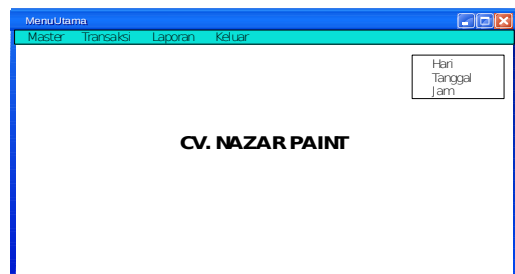 MenuUtama
Master Transaksi Laporan Keluar
Hari
Tanggal
Jam
CV. NAZAR PAINT